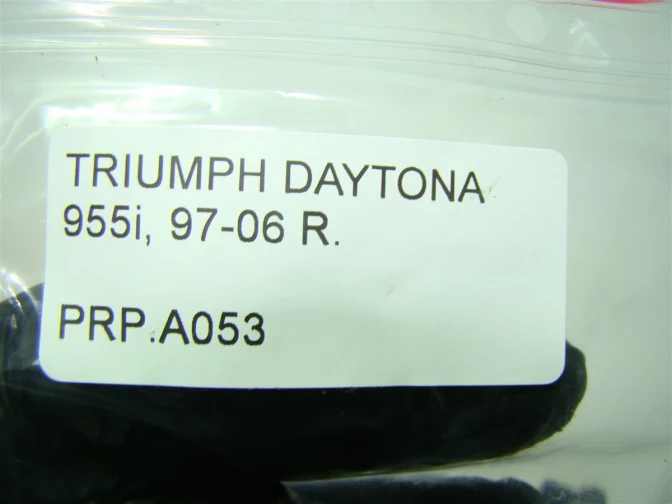 TRIUMPH DAYTONA
955i, 97-06 R.
PRP.A053